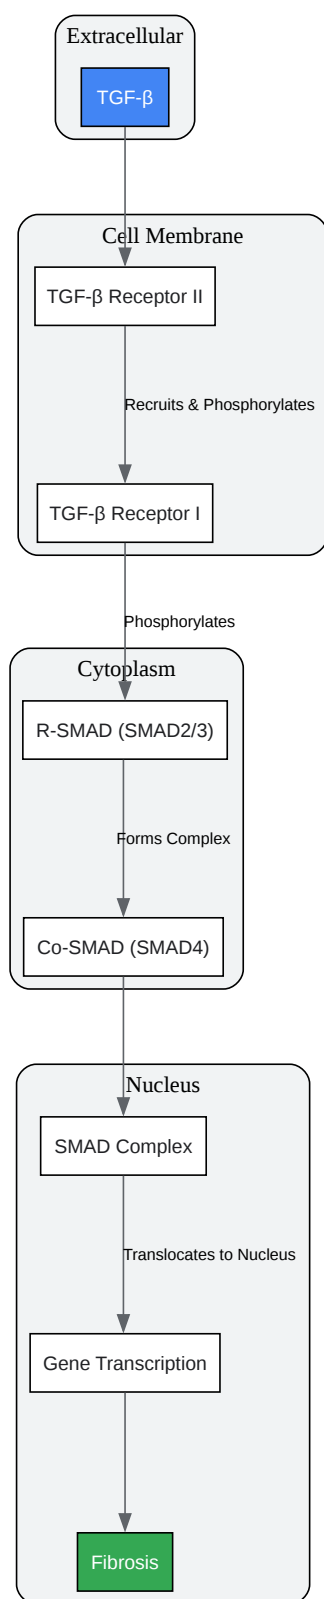 Extracellular
TGF-β
Cell Membrane
TGF-β Receptor II
Recruits & Phosphorylates
TGF-β Receptor I
Phosphorylates
Cytoplasm
R-SMAD (SMAD2/3)
Forms Complex
Co-SMAD (SMAD4)
Nucleus
SMAD Complex
Translocates to Nucleus
Gene Transcription
Fibrosis